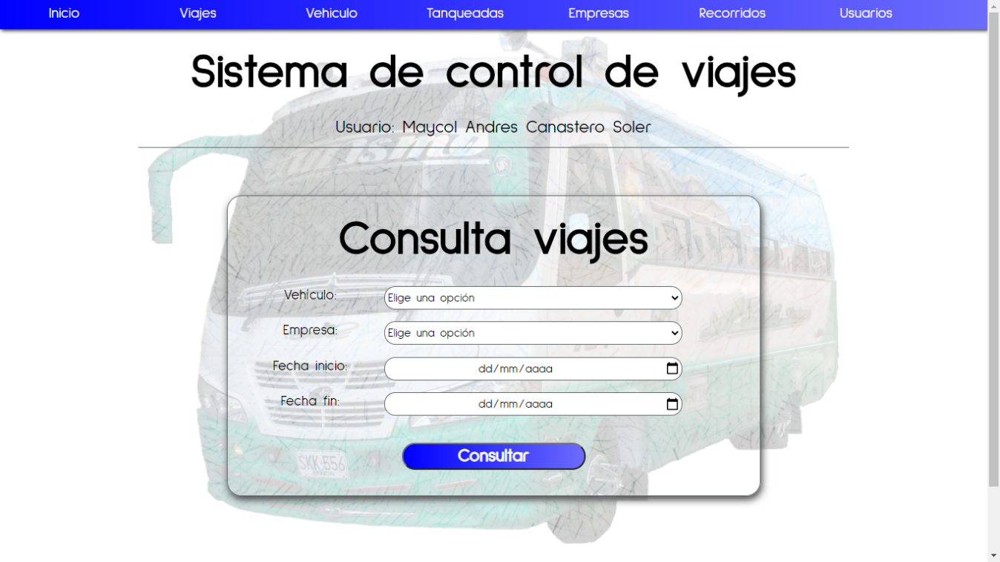 Inicio Viajes Vehiculo Tanqueadas Empresas Recorridos Usuarios
Sistema de control de viajes
Usuario: Maycol Andres Canastero Soler
Consulta viajes
Vehículo: Elige una opción
Empresa: Elige una opción
Fecha inicio: dd/mm/aaaa
Fecha fin: dd/mm/aaaa
Consultar
SKK-556